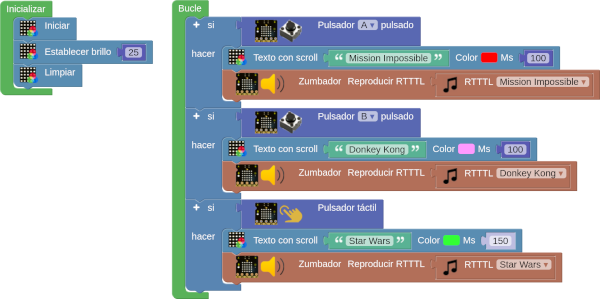 Inicializar
Iniciar
Establecer brillo 25
Limpiar
Bucle
+ si Pulsador A ▾ pulsado
hacer Texto con scroll “ Mission Impossible ” Color Ms 100
Zumbador Reproducir RTTTL RTTTL Mission Impossible ▾
+ si Pulsador B ▾ pulsado
hacer Texto con scroll “ Donkey Kong ” Color Ms 100
Zumbador Reproducir RTTTL RTTTL Donkey Kong ▾
+ si Pulsador táctil
hacer Texto con scroll “ Star Wars ” Color Ms 150
Zumbador Reproducir RTTTL RTTTL Star Wars ▾